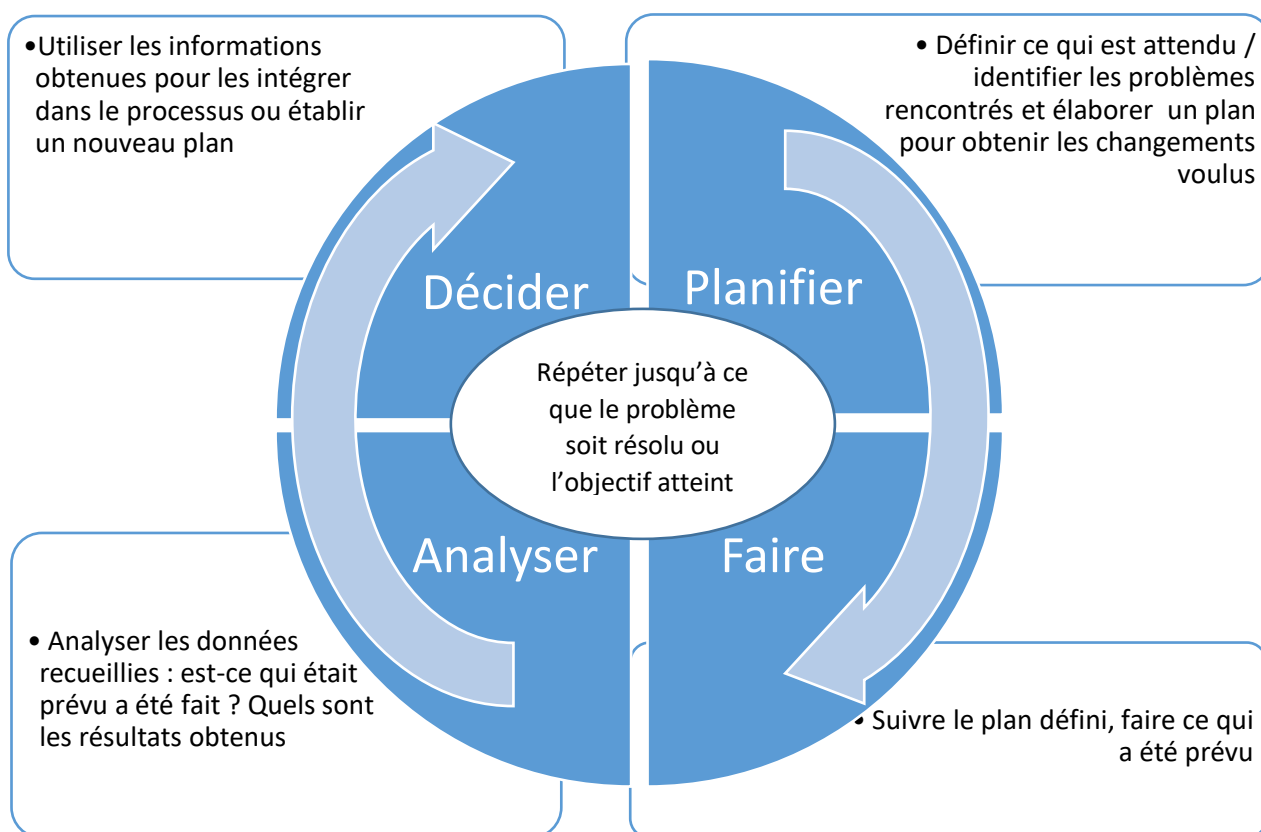 •Utiliser les informations
obtenues pour les intégrer
dans le processus ou établir
un nouveau plan
• Définir ce qui est attendu /
identifier les problèmes
rencontrés et élaborer un plan
pour obtenir les changements
voulus
Décider
Planifier
Répéter jusqu’à ce
que le problème
soit résolu ou
l’objectif atteint
Analyser
Faire
• Analyser les données
recueillies : est-ce qui était
prévu a été fait ? Quels sont
les résultats obtenus
• Suivre le plan défini, faire ce qui
a été prévu